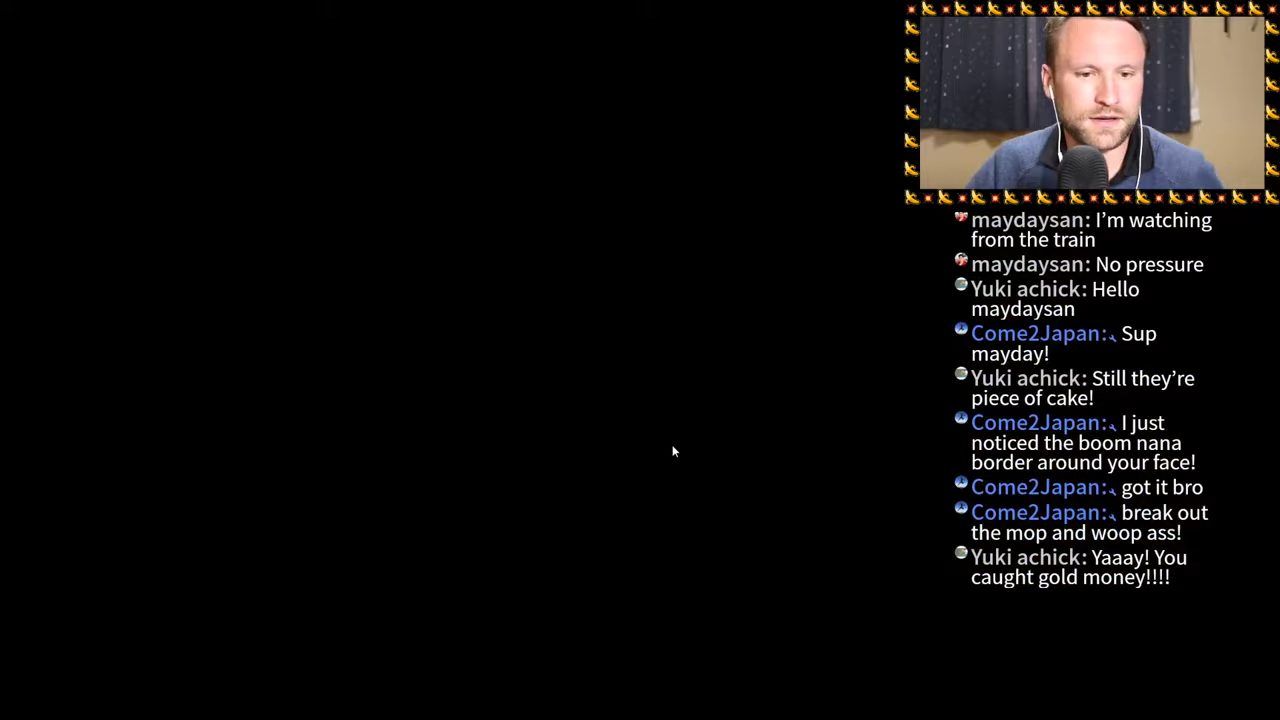 maydaysan: I’m watching
from the train
maydaysan: No pressure
Yuki achick: Hello
maydaysan
Come2Japan: Sup
mayday!
Yuki achick: Still they’re
piece of cake!
Come2Japan: I just
noticed the boom nana
border around your face!
Come2Japan: got it bro
Come2Japan: break out
the mop and woop ass!
Yuki achick: Yaaay! You
caught gold money!!!!